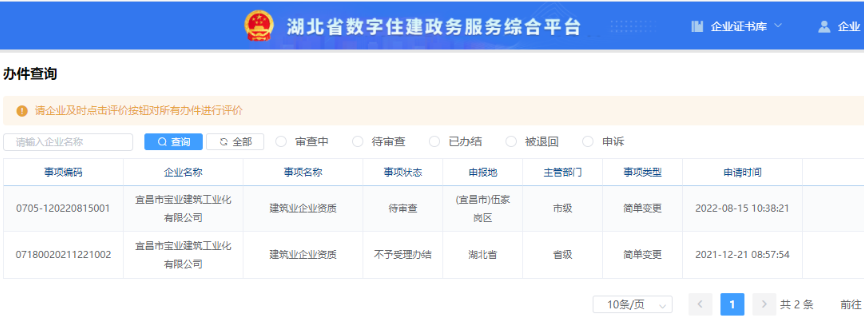 湖北省数字住建政务服务综合平台
企业证书库
企业
办件查询
请企业及时点击评价按钮对所有办件进行评价
请输入企业名称 查询 全部 审查中 待审查 已办结 被退回 申诉
事项编码 企业名称 事项名称 事项状态 申报地 主管部门 事项类型 申请时间
0705-120220815001 宜昌市宝业建筑工业化有限公司 建筑业企业资质 待审查 (宜昌市)伍家岗区 市级 简单变更 2022-08-15 10:38:21
07180020211221002 宜昌市宝业建筑工业化有限公司 建筑业企业资质 不予受理办结 湖北省 省级 简单变更 2021-12-21 08:57:54
10条/页 1 共 2 条 前往